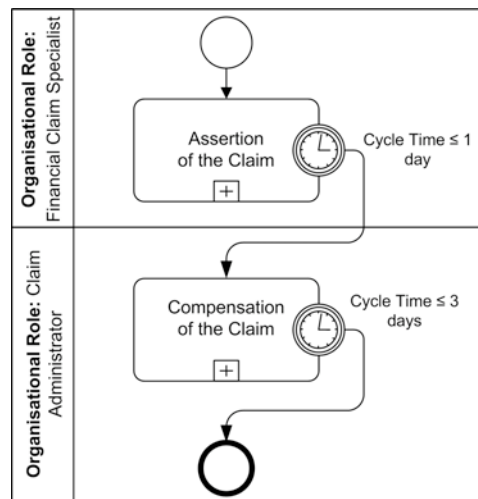 Organisational Role:
Financial Claim Specialist
Assertion
of the Claim
+
Cycle Time ≤ 1
day
Organisational Role: Claim
Administrator
Compensation
of the Claim
+
Cycle Time ≤ 3
days